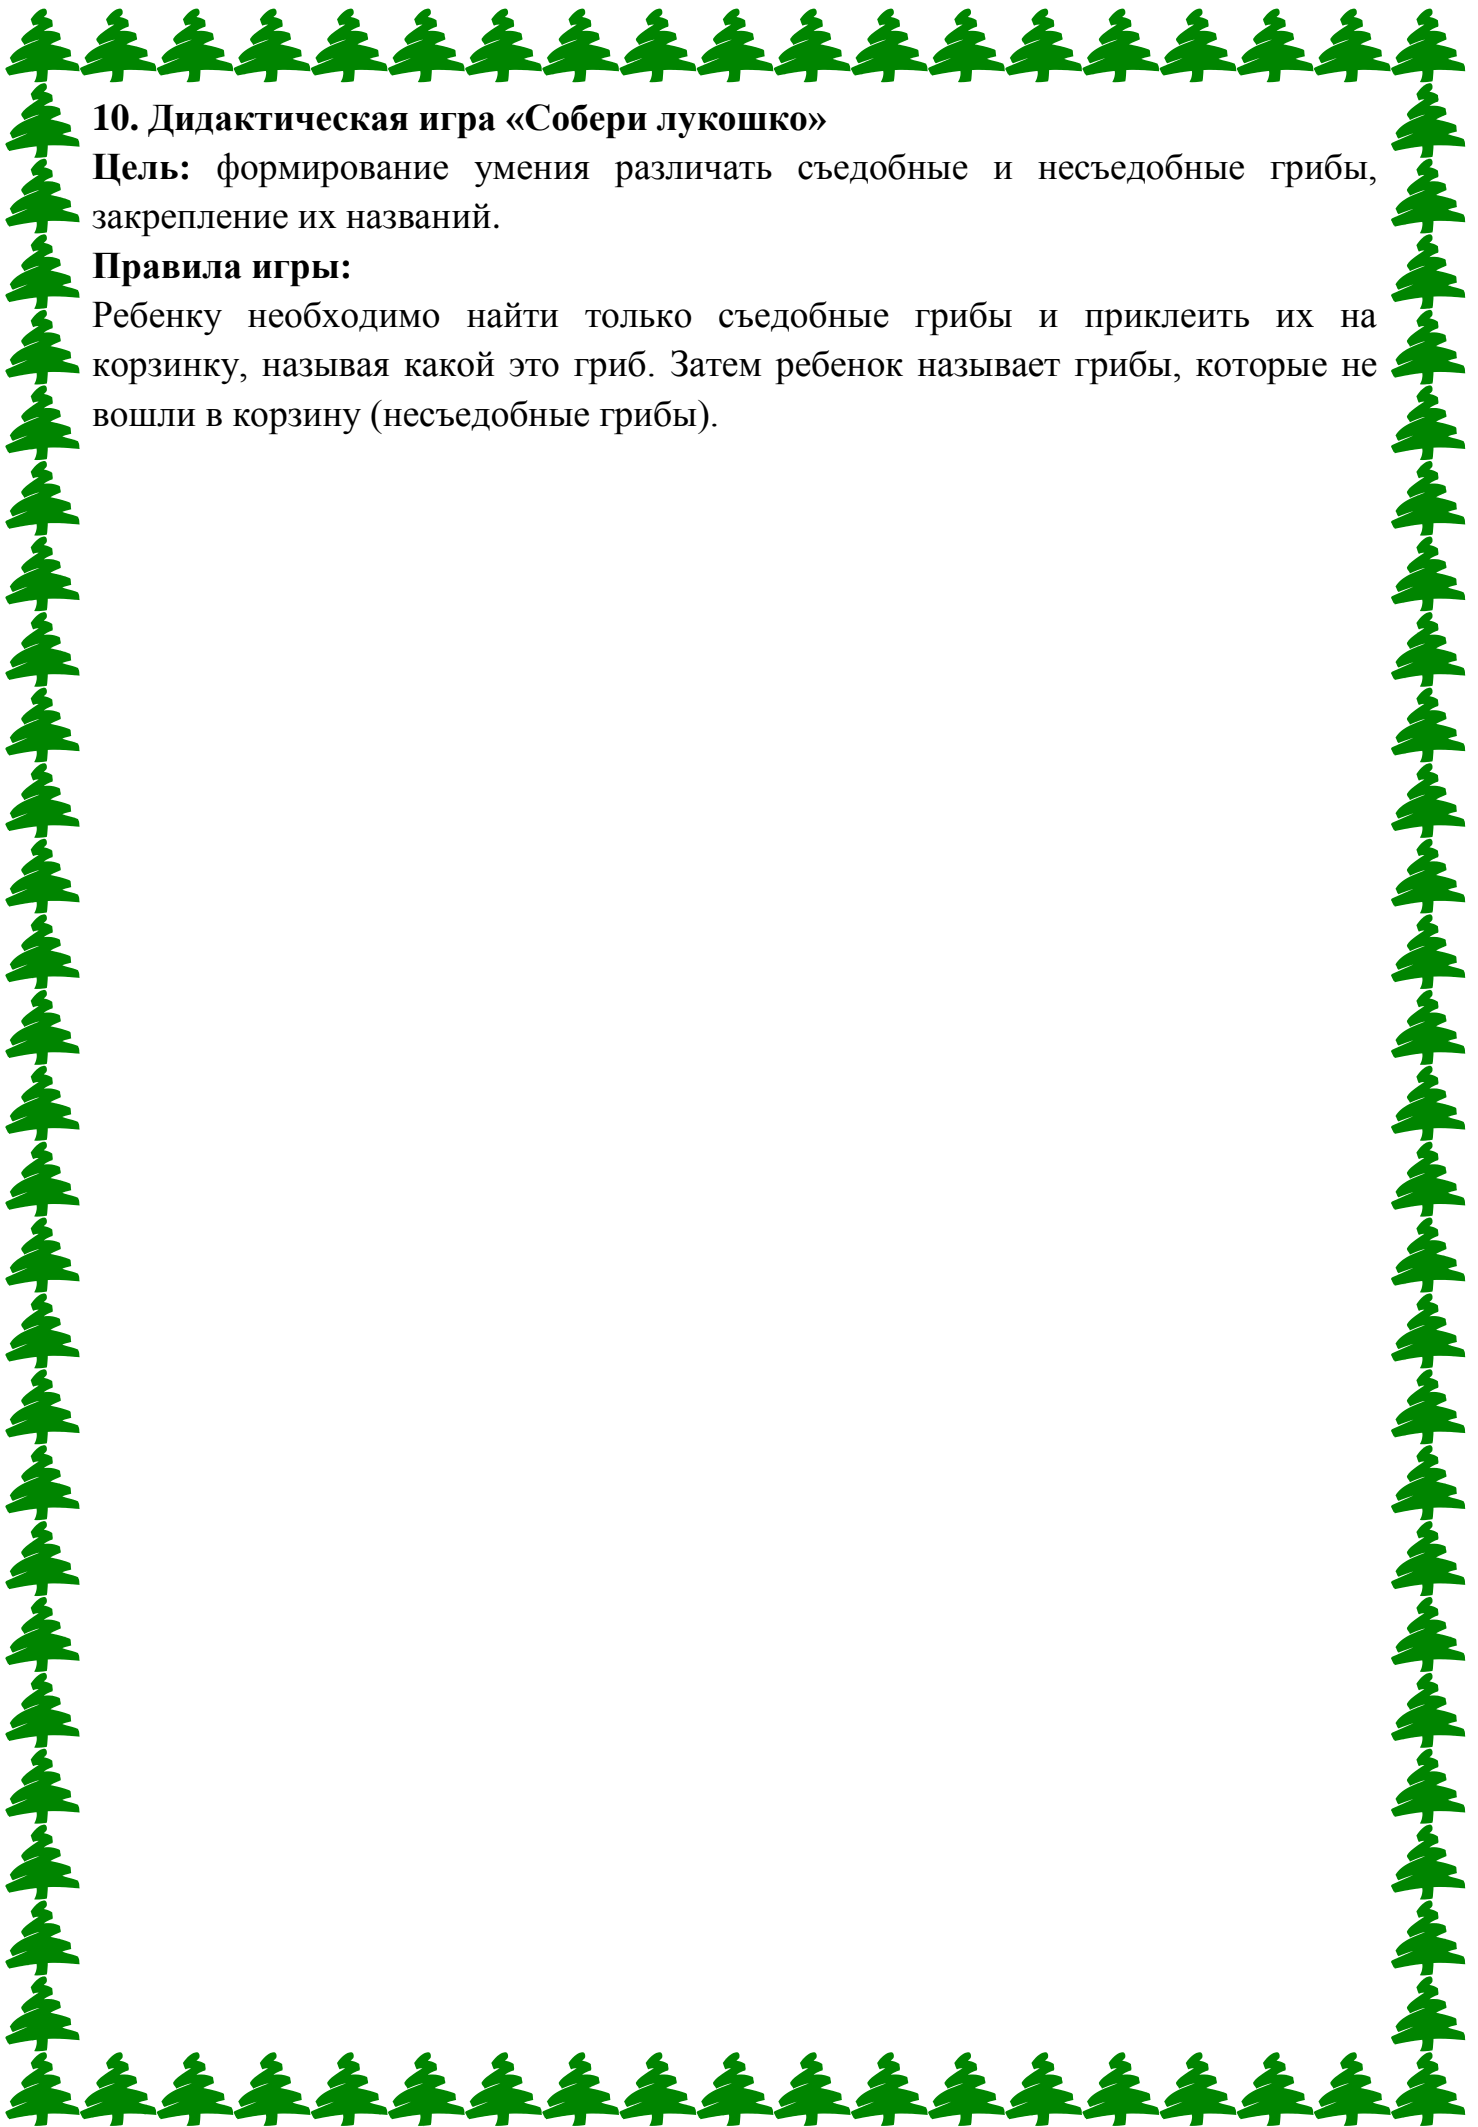 10. Дидактическая игра «Собери лукошко»
Цель: формирование умения различать съедобные и несъедобные грибы,
закрепление их названий.
Правила игры:
Ребенку необходимо найти только съедобные грибы и приклеить их на
корзинку, называя какой это гриб. Затем ребенок называет грибы, которые не
вошли в корзину (несъедобные грибы).